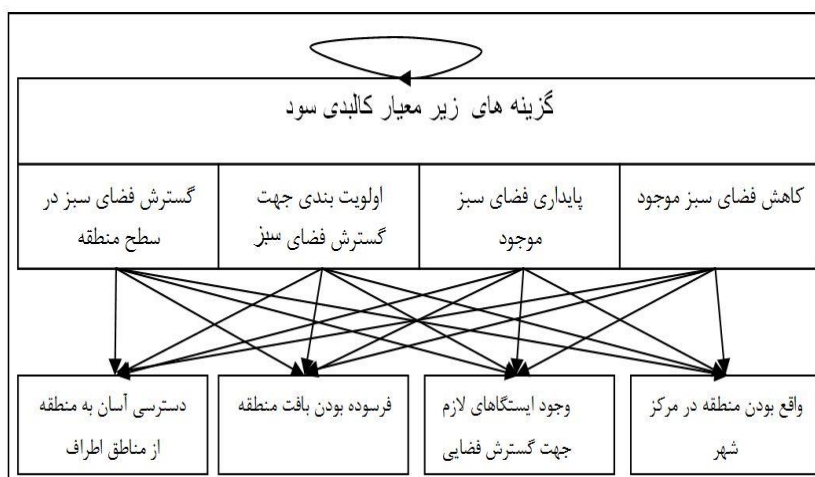 گزینه های زیر معیار کالبدی سود
کاهش فضای سبز موجود
پایداری فضای سبز
موجود
اولویت بندی جهت
گسترش فضای سبز
گسترش فضای سبز در
سطح منطقه
واقع بودن منطقه در مرکز
شهر
وجود ایستگاهای لازم
جهت گسترش فضایی
فرسوده بودن بافت منطقه
دسترسی آسان به منطقه
از مناطق اطراف